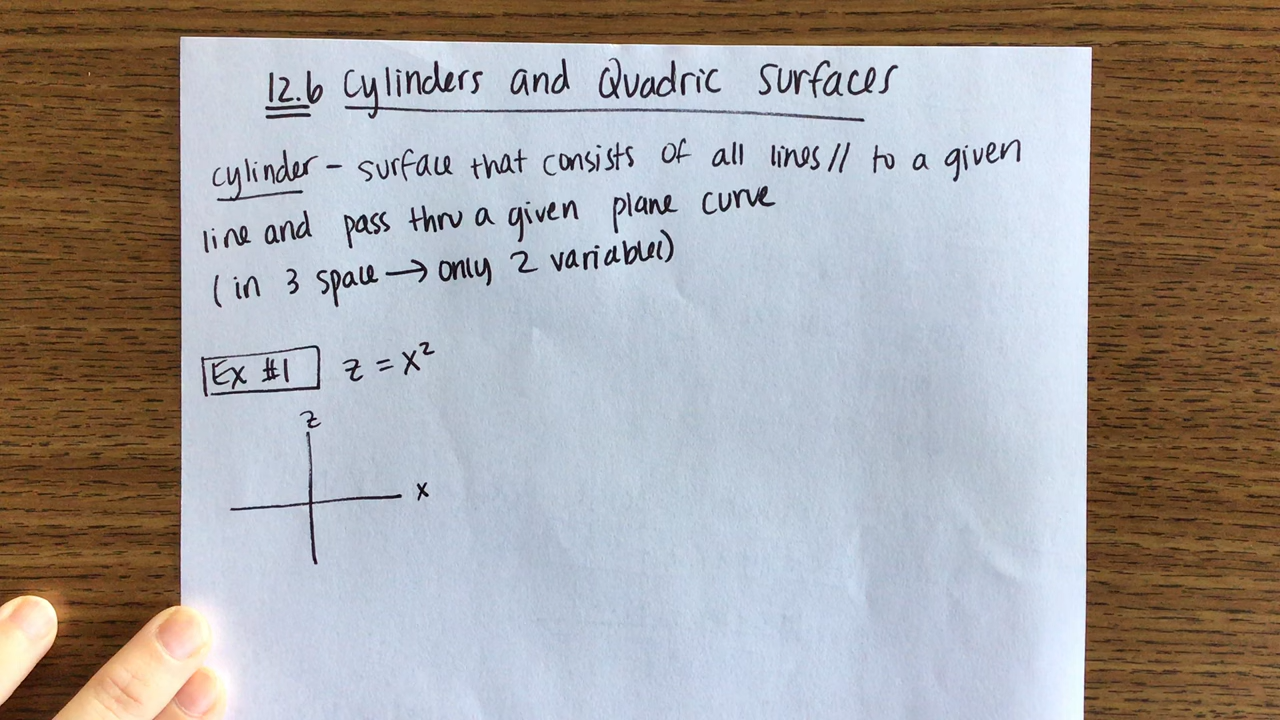 12.6 Cylinders and Quadric Surfaces
cylinder - surface that consists of all lines // to a given
line and pass thru a given plane curve
(in 3 space → only 2 variables)
Ex #1 z = x²
z
x